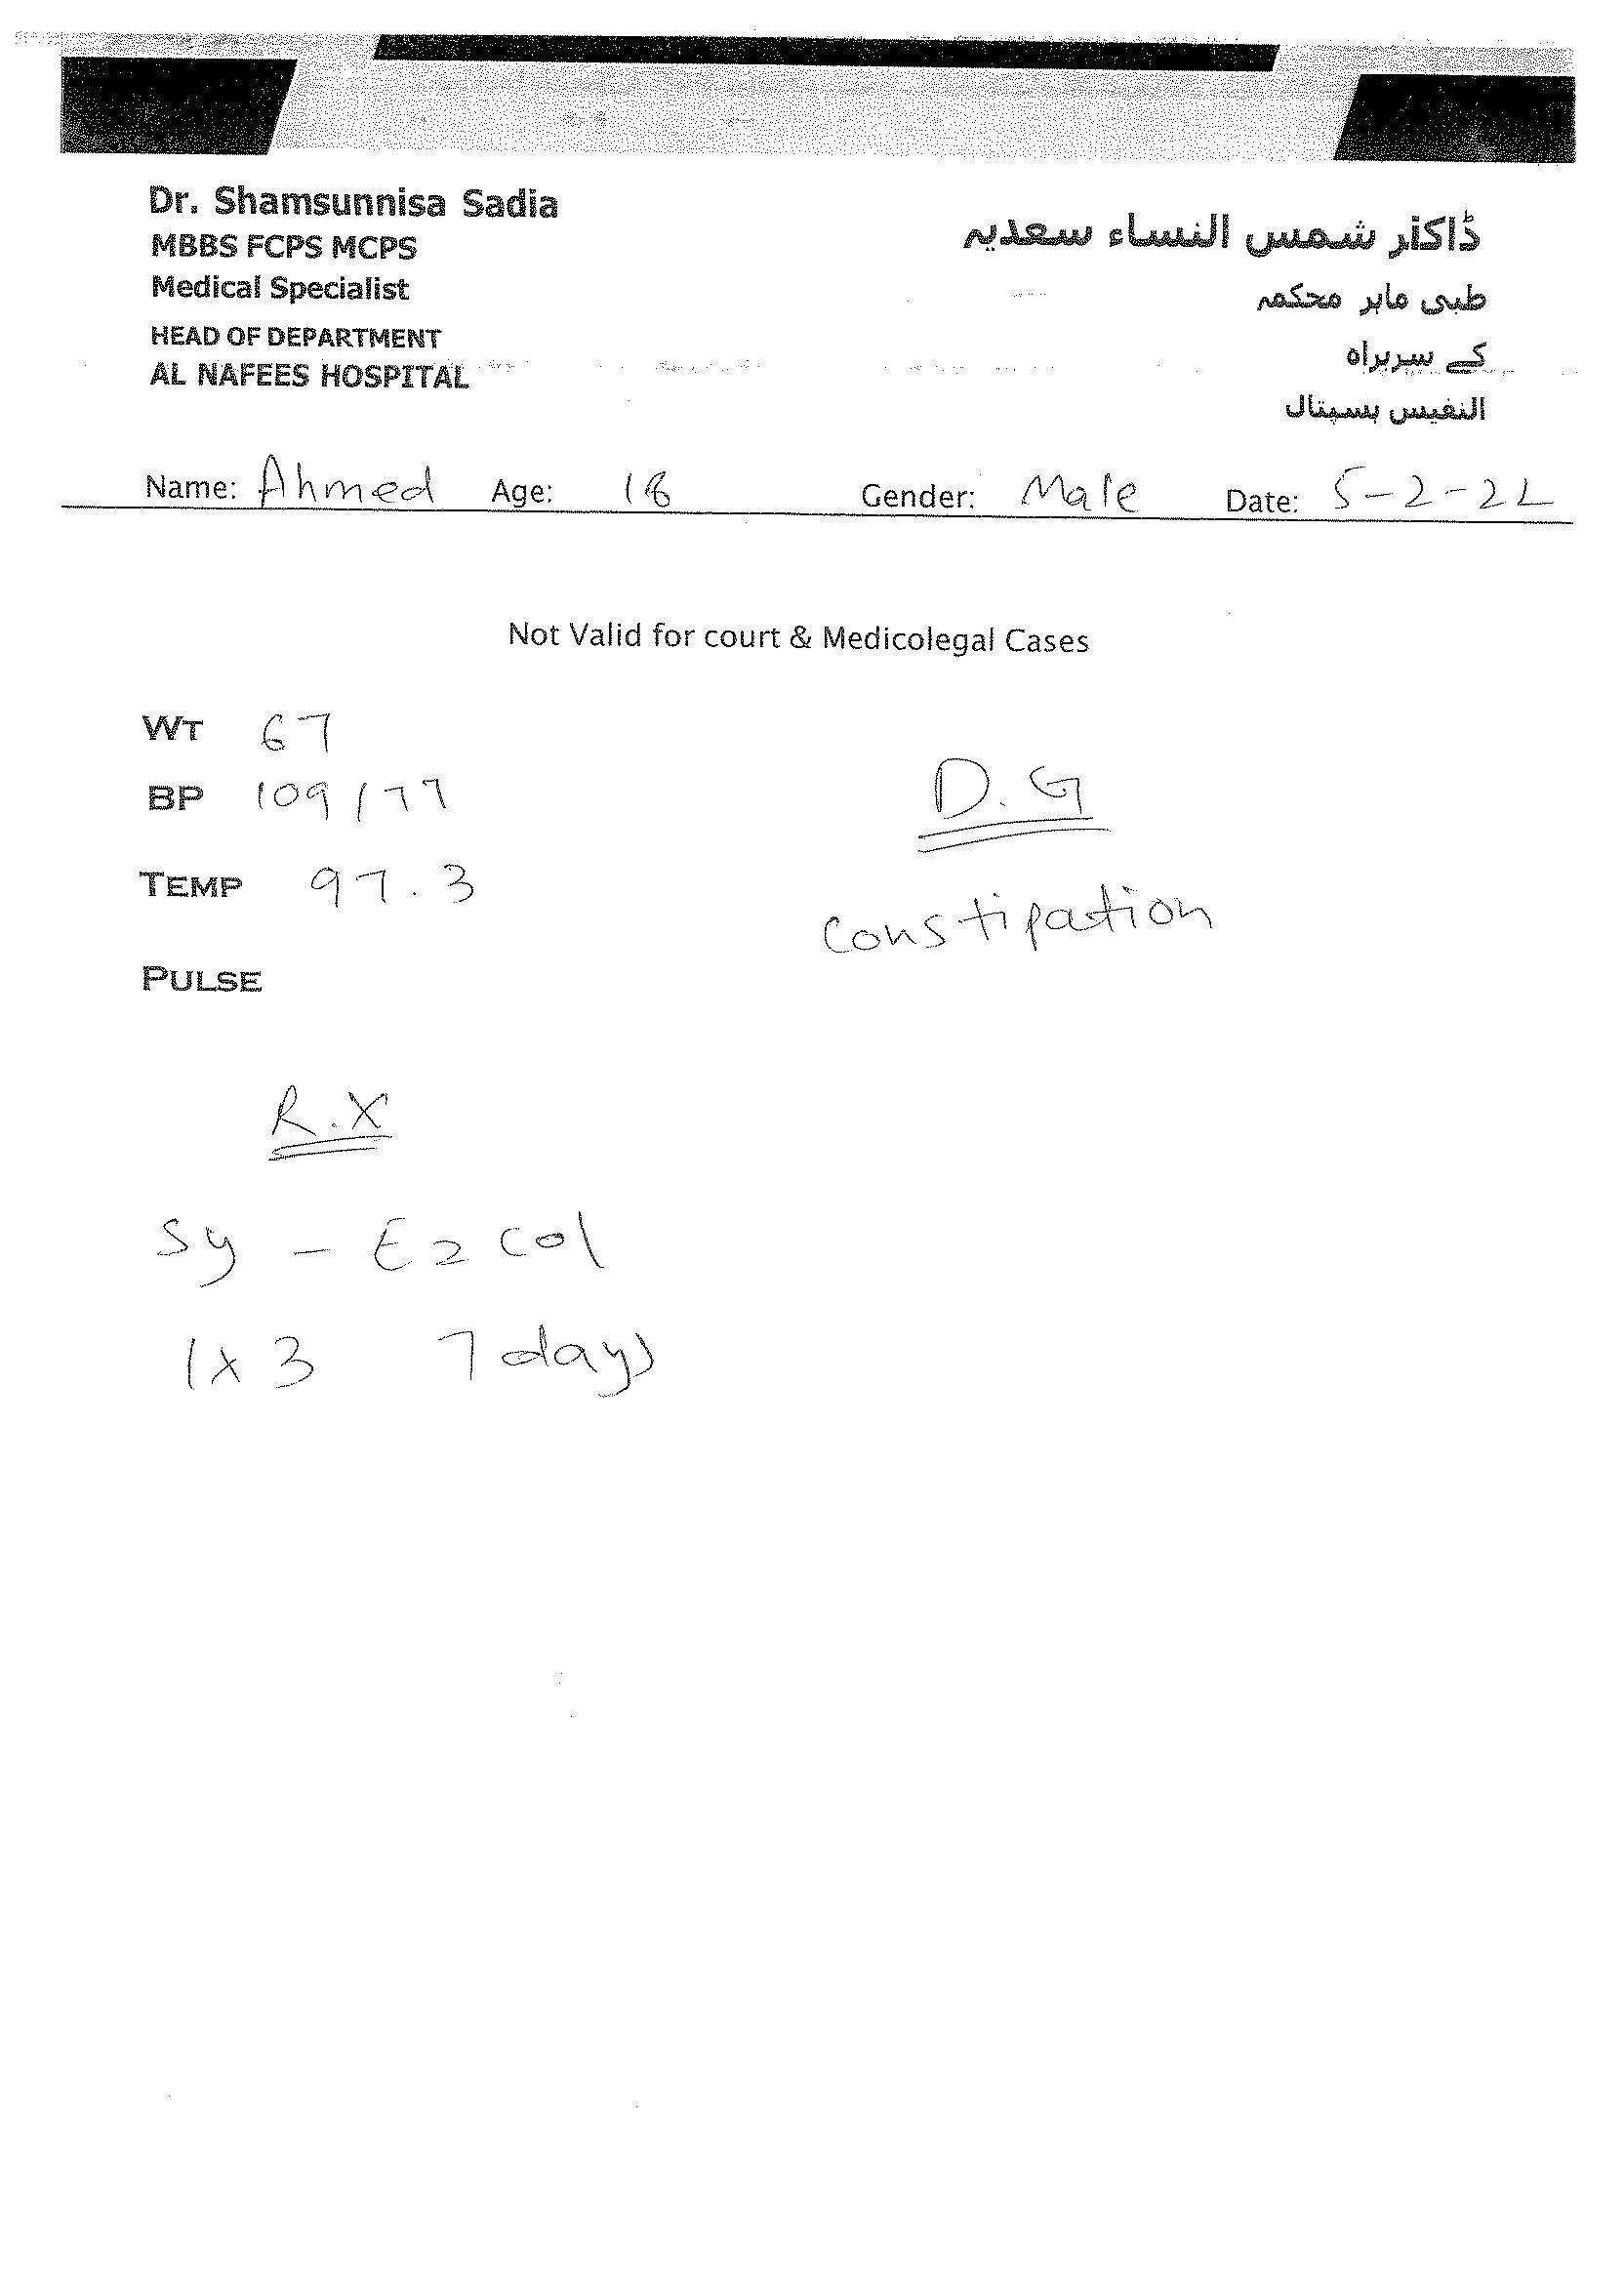 Dr. Shamsunnisa Sadia
MBBS FCPS MCPS
Medical Specialist
HEAD OF DEPARTMENT
AL NAFEES HOSPITAL
ڈاکٹر شمس النساء سعدیہ
طبی ماہر محکمہ
کے سربراہ
النفیس ہسپتال
Name: Ahmed Age: 18 Gender: Male Date: 5-2-22
Not Valid for court & Medicolegal Cases
WT 67
BP 109/77
TEMP 97.3
PULSE
D.G
Constipation
R.X
Sy - Ezcol
1x3 7 days